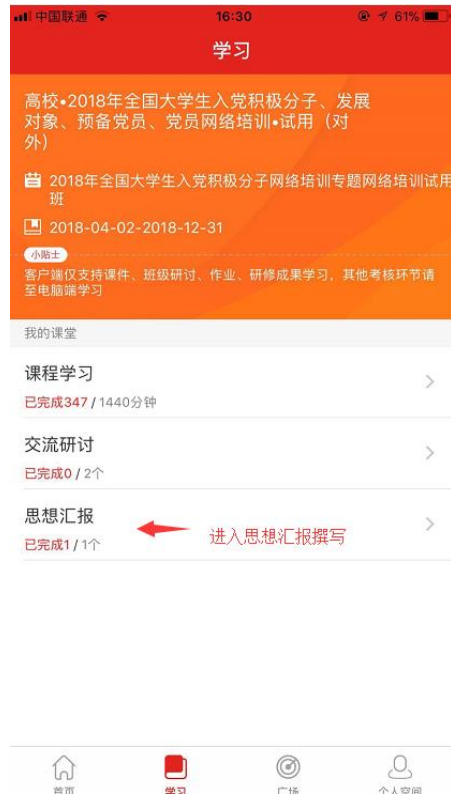 中国联通 16:30 61%
学习
高校•2018年全国大学生入党积极分子、发展
对象、预备党员、党员网络培训•试用（对
外）
2018年全国大学生入党积极分子网络培训专题网络培训试用
班
2018-04-02-2018-12-31
小贴士
客户端仅支持课件、班级研讨、作业、研修成果学习，其他考核环节请
至电脑端学习
我的课堂
课程学习
已完成347 / 1440分钟
交流研讨
已完成0 / 2个
思想汇报
进入思想汇报撰写
已完成1 / 1个
首页 学习 广场 个人空间